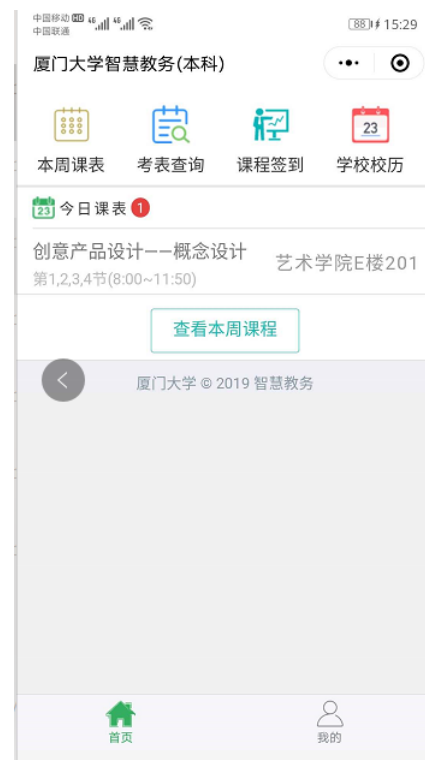 中国移动 HD 46 46 88 15:29
中国联通
厦门大学智慧教务(本科)
23
本周课表 考表查询 课程签到 学校校历
23 今日课表 1
创意产品设计——概念设计 艺术学院E楼201
第1,2,3,4节(8:00~11:50)
查看本周课程
厦门大学 © 2019 智慧教务
首页 我的